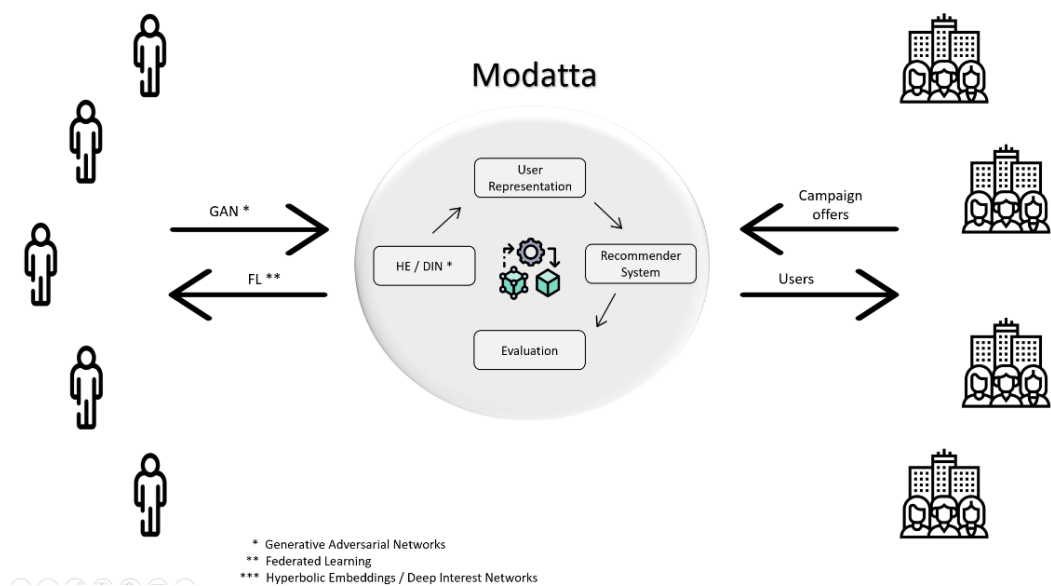 Modatta
User
Representation
GAN *
HE / DIN *
Recommender
System
FL **
Evaluation
Campaign
offers
Users
* Generative Adversarial Networks
** Federated Learning
*** Hyperbolic Embeddings / Deep Interest Networks